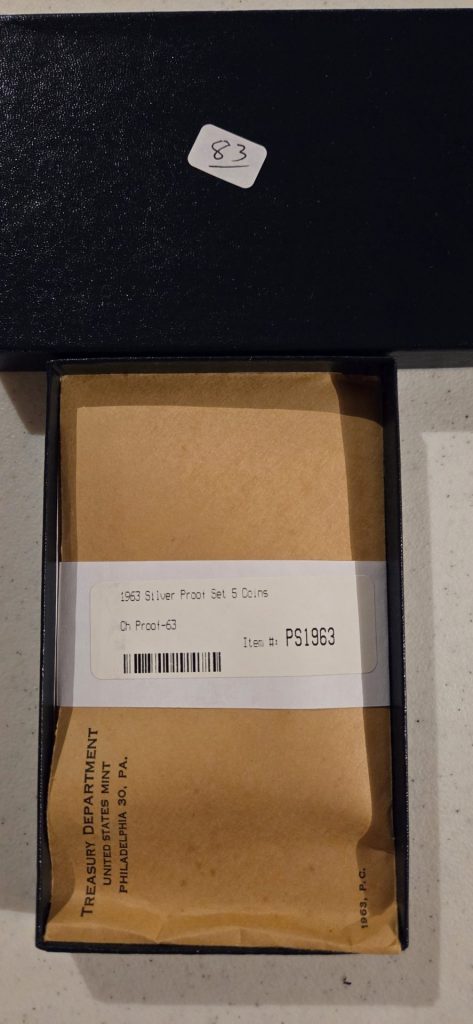 83
1963 Silver Proof Set 5 Coins
Ch Proof-63
Item #: PS1963
TREASURY DEPARTMENT
UNITED STATES MINT
PHILADELPHIA 30, PA.
1963, P.C.